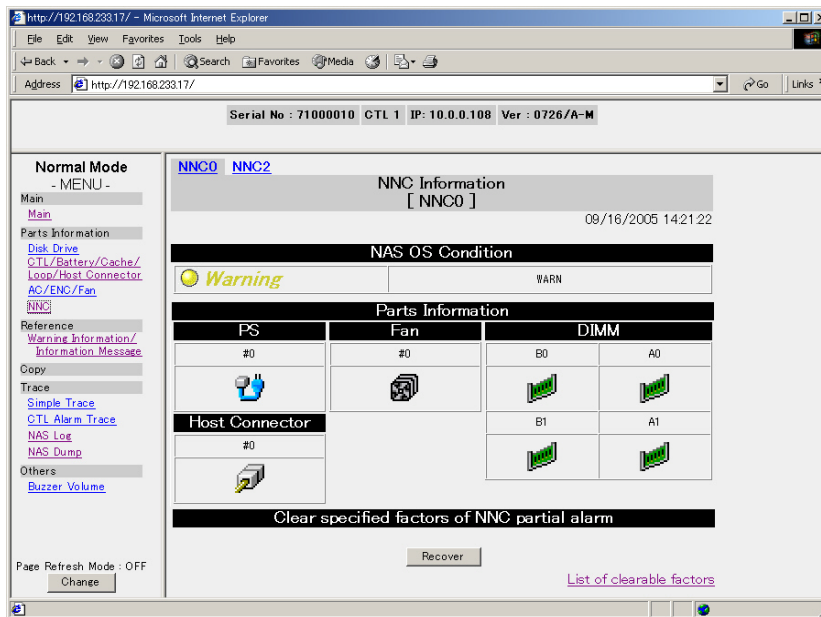 http://192.168.233.17/ - Microsoft Internet Explorer
File Edit View Favorites Tools Help
Back Search Favorites Media
Address http://192.168.233.17/ Go Links
Serial No : 71000010 CTL 1 IP: 10.0.0.108 Ver : 0726/A-M
Normal Mode
- MENU -
Main
Main
Parts Information
Disk Drive
CTL/Battery/Cache/
Loop/Host Connector
AC/ENC/Fan
NNC
Reference
Warning Information/
Information Message
Copy
Trace
Simple Trace
CTL Alarm Trace
NAS Log
NAS Dump
Others
Buzzer Volume
Page Refresh Mode : OFF
Change
NNC0 NNC2
NNC Information
[ NNC0 ]
09/16/2005 14:21:22
NAS OS Condition
Warning WARN
Parts Information
PS Fan DIMM
#0 #0 B0 A0
Host Connector B1 A1
#0
Clear specified factors of NNC partial alarm
Recover
List of clearable factors